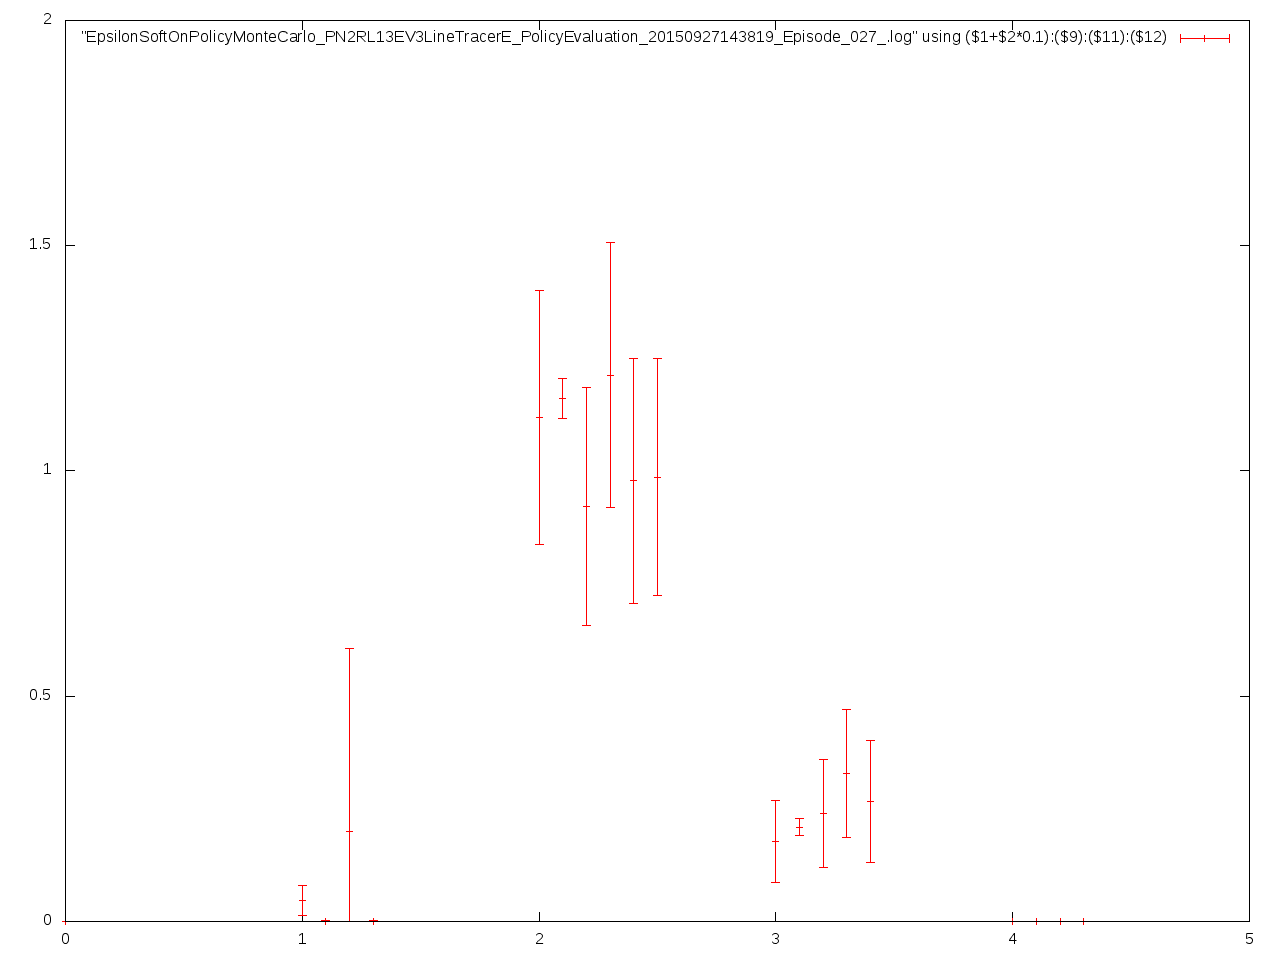 2
"EpsilonSoftOnPolicyMonteCarlo_PN2RL13EV3LineTracerE_PolicyEvaluation_20150927143819_Episode_027_.log" using ($1+$2*0.1):($9):($11):($12)
1.5
1
0.5
0
0 1 2 3 4 5